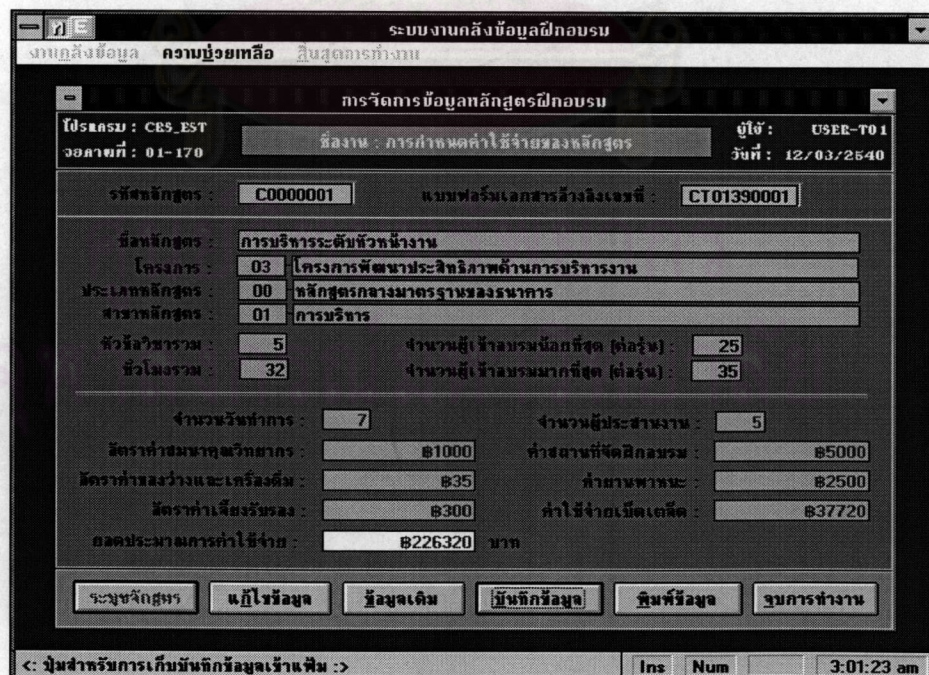 ระบบงานคลังข้อมูลฝึกอบรม
งานคลังข้อมูล ความช่วยเหลือ สิ้นสุดการทำงาน
การจัดการข้อมูลหลักสูตรฝึกอบรม
โปรแกรม : CRS_EST
จอภาพที่ : 01-170
ชื่องาน : การกำหนดค่าใช้จ่ายของหลักสูตร
ผู้ใช้ : USER-T01
วันที่ : 12/03/2540
รหัสหลักสูตร : C0000001 แบบฟอร์มเอกสารอ้างอิงเลขที่ : CT01390001
ชื่อหลักสูตร : การบริหารระดับหัวหน้างาน
โครงการ : 03 โครงการพัฒนาประสิทธิภาพด้านการบริหารงาน
ประเภทหลักสูตร : 00 หลักสูตรกลางมาตรฐานของธนาคาร
สาขาหลักสูตร : 01 การบริหาร
หัวข้อวิชารวม : 5 จำนวนผู้เข้าอบรมน้อยที่สุด (ต่อรุ่น) : 25
ชั่วโมงรวม : 32 จำนวนผู้เข้าอบรมมากที่สุด (ต่อรุ่น) : 35
จำนวนวันทำการ : 7 จำนวนผู้ประสานงาน : 5
อัตราค่าสมนาคุณวิทยากร : ฿1000 ค่าสถานที่จัดฝึกอบรม : ฿5000
อัตราค่าของว่างและเครื่องดื่ม : ฿35 ค่ายานพาหนะ : ฿2500
อัตราค่าเลี้ยงรับรอง : ฿300 ค่าใช้จ่ายเบ็ดเตล็ด : ฿37720
ยอดประมาณการค่าใช้จ่าย : ฿226320 บาท
ระบุหลักสูตร แก้ไขข้อมูล ข้อมูลเดิม บันทึกข้อมูล พิมพ์ข้อมูล จบการทำงาน
<: ปุ่มสำหรับการเก็บบันทึกข้อมูลเข้าแฟ้ม :> Ins Num 3:01:23 am